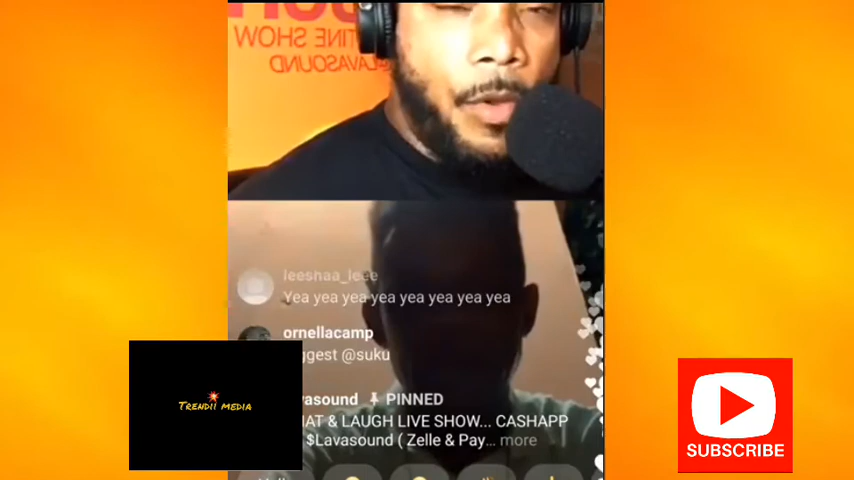 TINE SHOW
@LAVASOUND
leeshaa_leee
Yea yea yea yea yea yea yea yea
ornellacamp
ggest @suku
vasound PINNED
HAT & LAUGH LIVE SHOW... CASHAPP
$Lavasound ( Zelle & Pay... more
TRENDII MEDIA
SUBSCRIBE